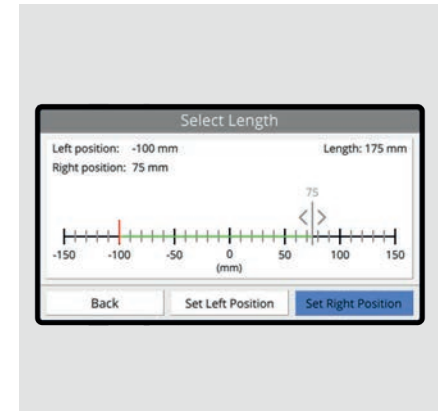 Select Length
Left position: -100 mm Length: 175 mm
Right position: 75 mm
75
-150 -100 -50 0 50 100 150
(mm)
Back Set Left Position Set Right Position